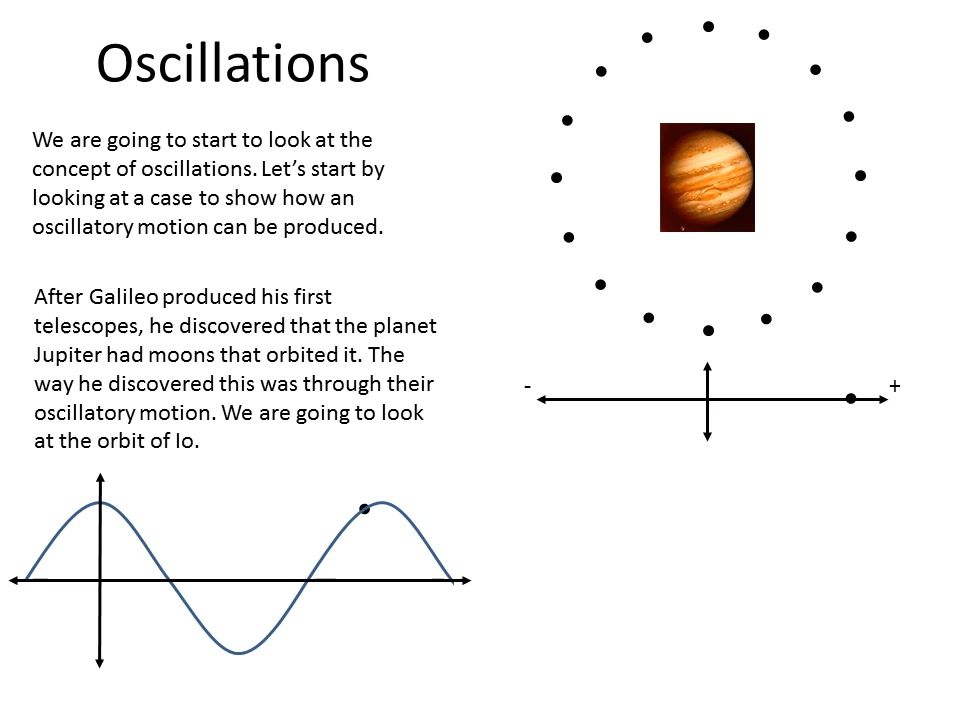 Oscillations
We are going to start to look at the
concept of oscillations. Let’s start by
looking at a case to show how an
oscillatory motion can be produced.
After Galileo produced his first
telescopes, he discovered that the planet
Jupiter had moons that orbited it. The
way he discovered this was through their
oscillatory motion. We are going to look
at the orbit of Io.
- +